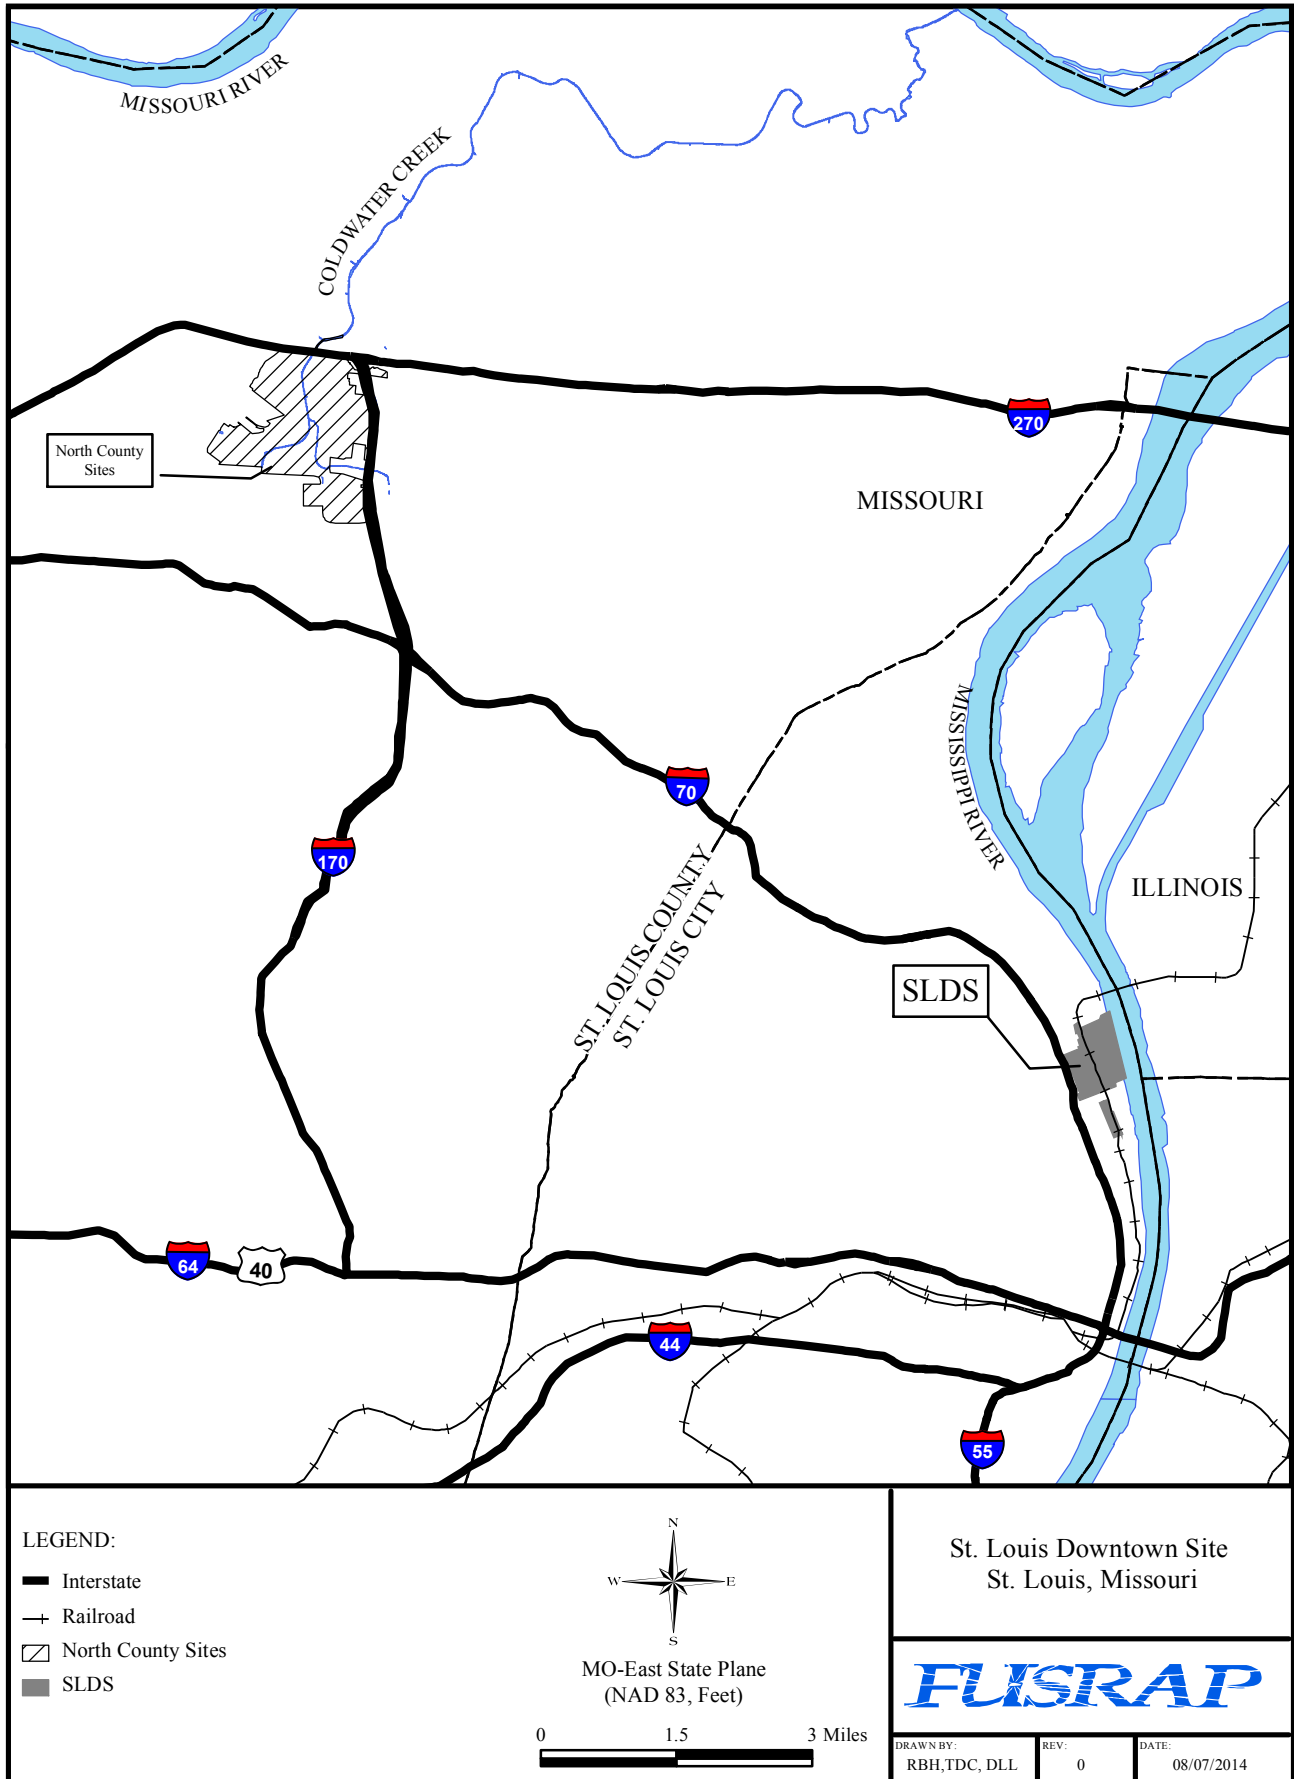 MISSOURI RIVER
COLDWATER CREEK
270
North County
Sites
MISSOURI
MISSISSIPPI RIVER
70
170
ST. LOUIS COUNTY
ST. LOUIS CITY
ILLINOIS
SLDS
64
40
44
55
LEGEND:
Interstate
Railroad
North County Sites
SLDS
N
W
E
S
MO-East State Plane
(NAD 83, Feet)
0 1.5 3 Miles
St. Louis Downtown Site
St. Louis, Missouri
FUSRAP
DRAWN BY:
RBH,TDC, DLL
REV:
0
DATE:
08/07/2014